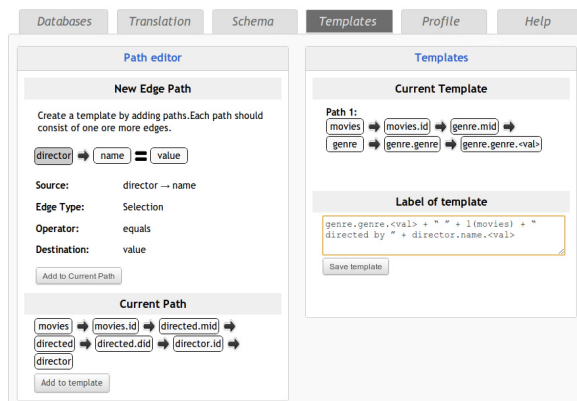 Databases Translation Schema Templates Profile Help
Path editor
New Edge Path
Create a template by adding paths.Each path should
consist of one ore more edges.
director name = value
Source: director → name
Edge Type: Selection
Operator: equals
Destination: value
Add to Current Path
Current Path
movies movies.id directed.mid
directed directed.did director.id
director
Add to template
Templates
Current Template
Path 1:
movies movies.id genre.mid
genre genre.genre genre.genre.<val>
Label of template
genre.genre.<val> + “ ” + l(movies) + “
directed by ” + director.name.<val>
Save template